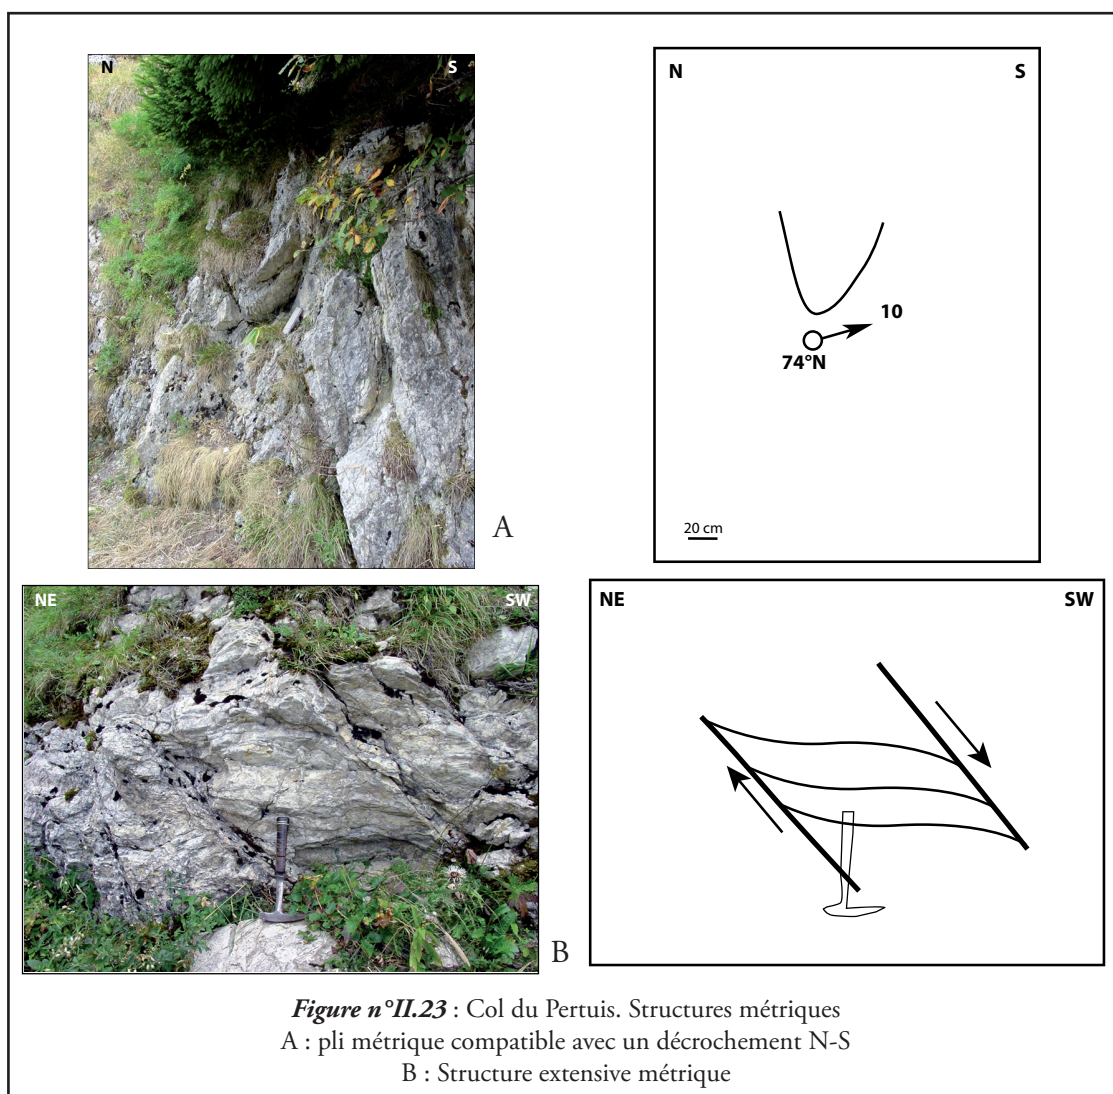 N S
N S
10
74°N
20 cm
A
NE SW
NE SW
B
Figure n°II.23 : Col du Pertuis. Structures métriques
A : pli métrique compatible avec un décrochement N-S
B : Structure extensive métrique